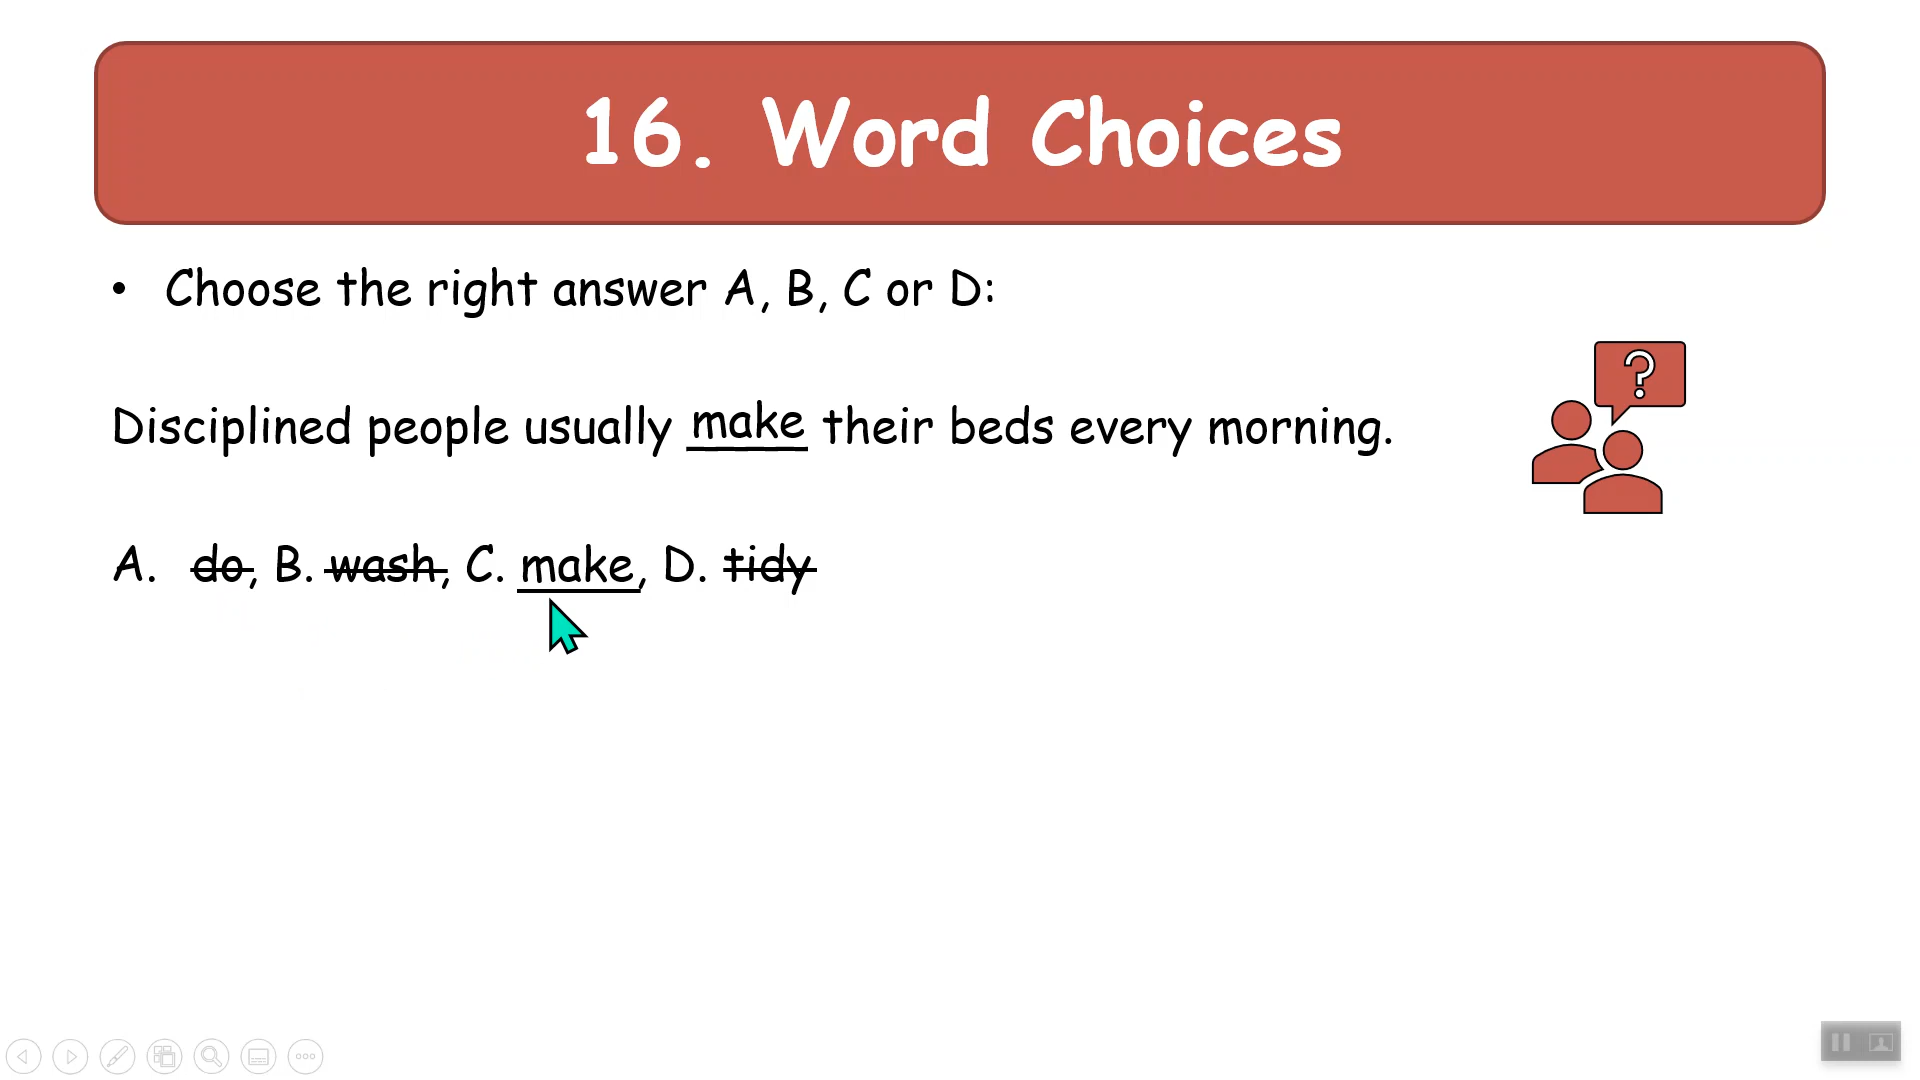 16. Word Choices
• Choose the right answer A, B, C or D:
?
Disciplined people usually make their beds every morning.
A. do, B. wash, C. make, D. tidy